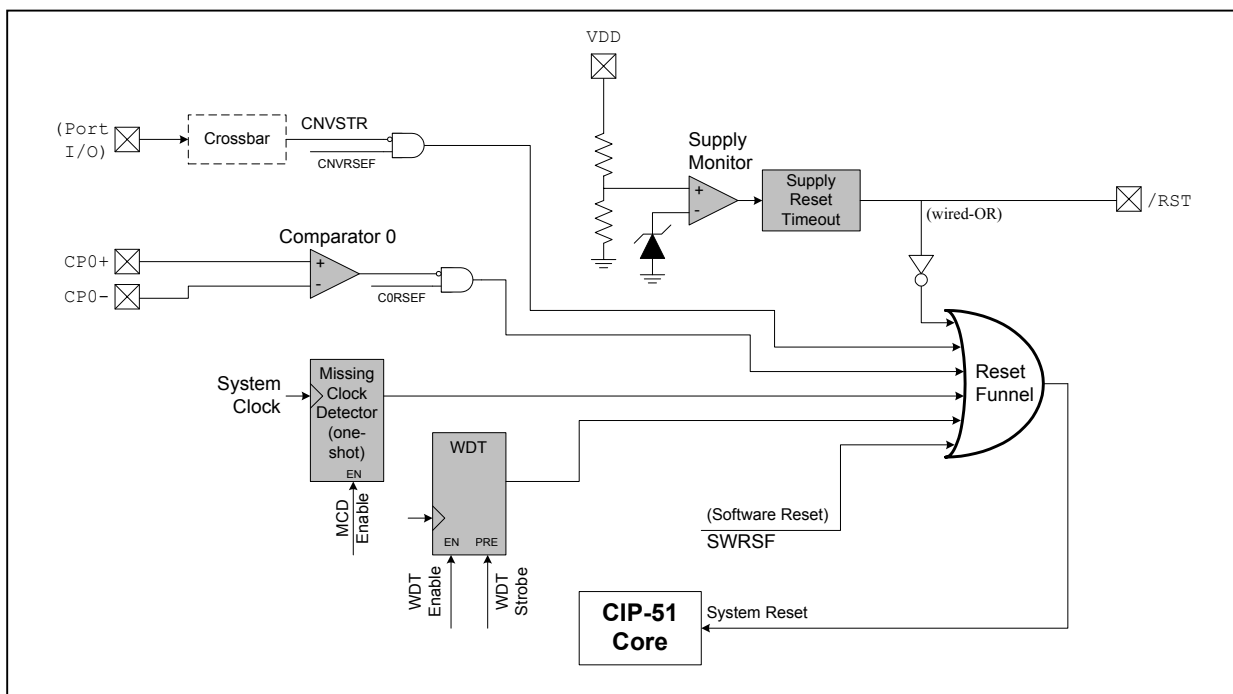 VDD
(Port
I/O)
Crossbar
CNVSTR
CNVRSEF
Supply
Monitor
+
-
Supply
Reset
Timeout
(wired-OR)
/RST
CP0+
CP0-
Comparator 0
+
-
C0RSEF
System
Clock
Missing
Clock
Detector
(one-
shot)
EN
MCD
Enable
WDT
EN
PRE
WDT
Enable
WDT
Strobe
Reset
Funnel
(Software Reset)
SWRSF
CIP-51
Core
System Reset